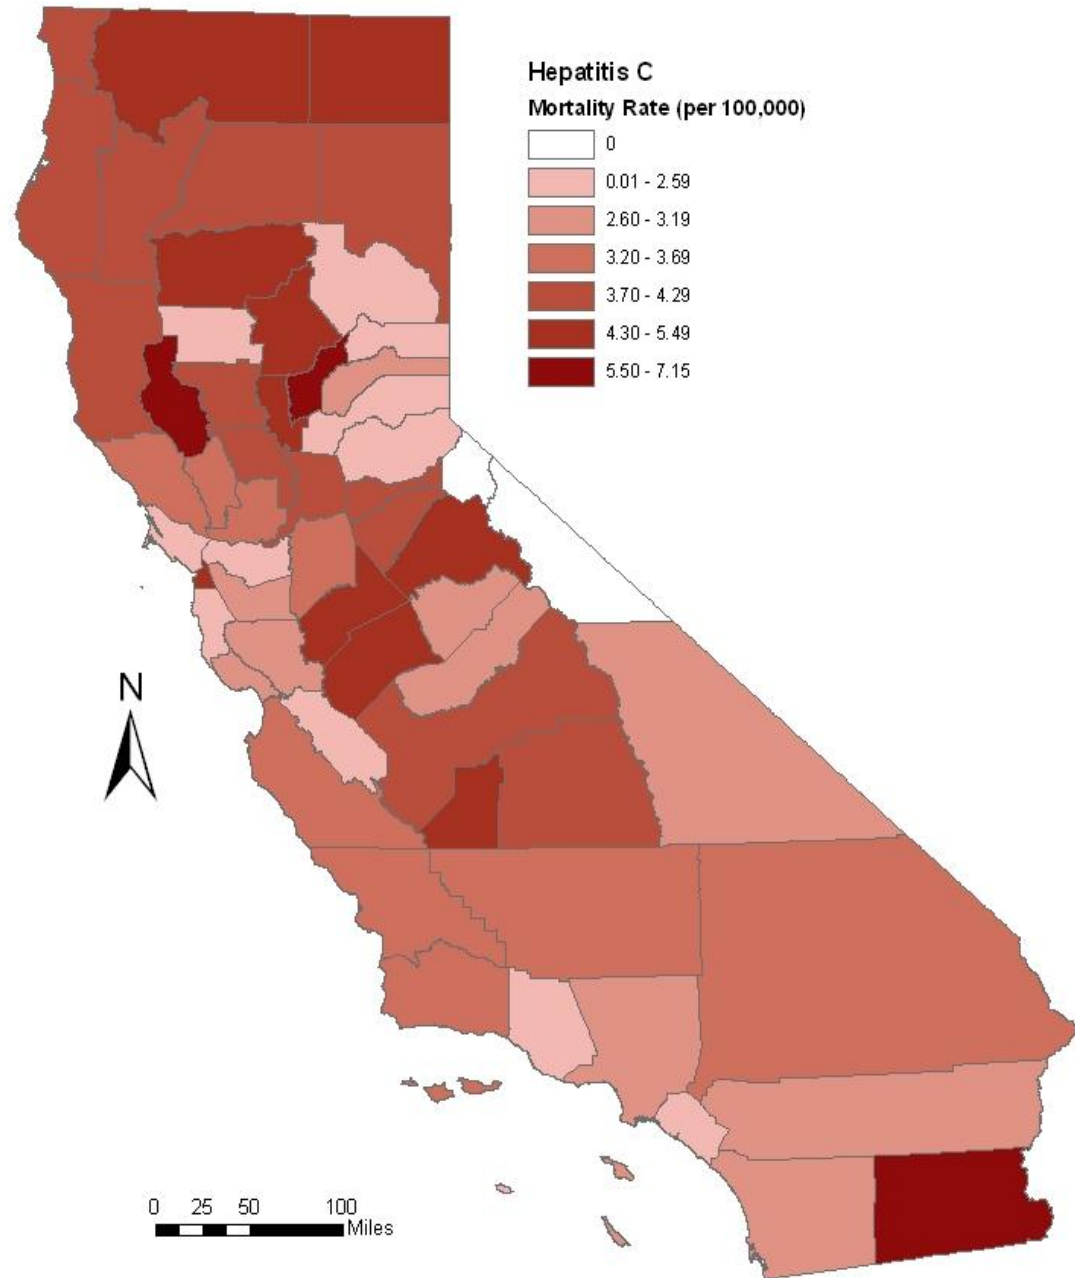 Hepatitis C
Mortality Rate (per 100,000)
0
0.01 - 2.59
2.60 - 3.19
3.20 - 3.69
3.70 - 4.29
4.30 - 5.49
5.50 - 7.15
N
0 25 50 100
Miles